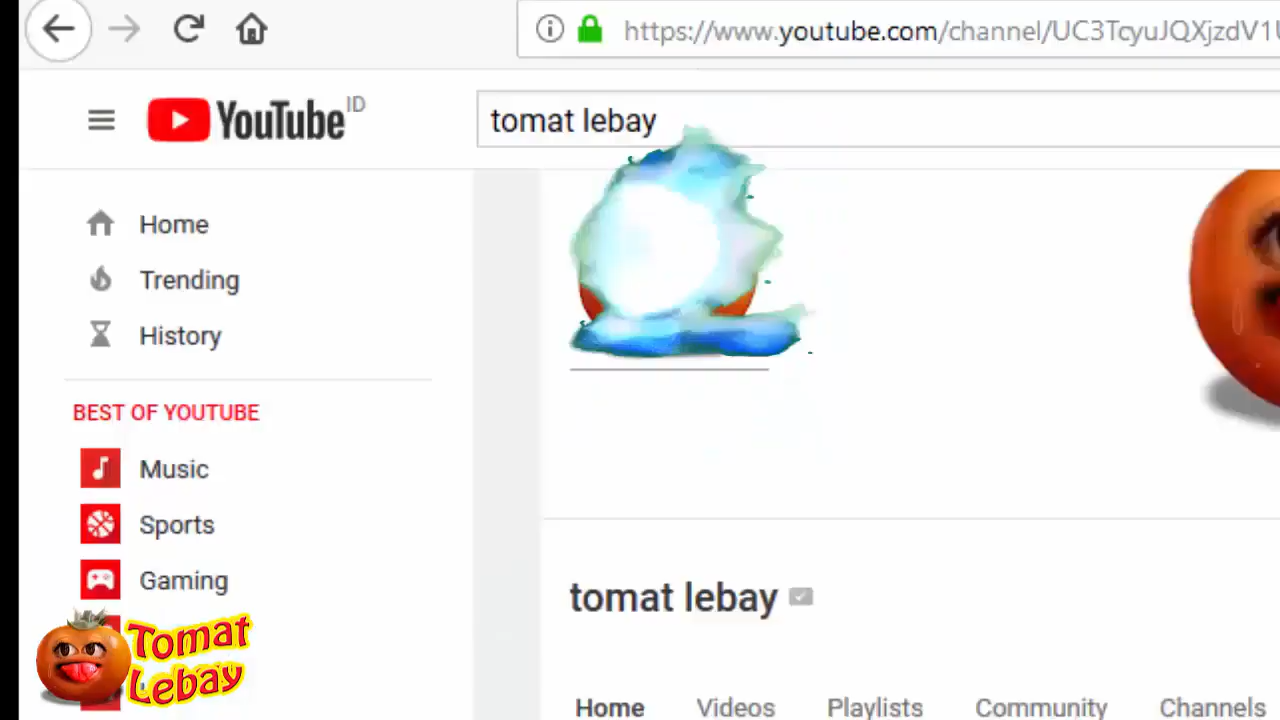 https://www.youtube.com/channel/UC3TcyuJQXjzdV1
YouTube ID
tomat lebay
Home
Trending
History
BEST OF YOUTUBE
Music
Sports
Gaming
Tomat
Lebay
tomat lebay
Home Videos Playlists Community Channels